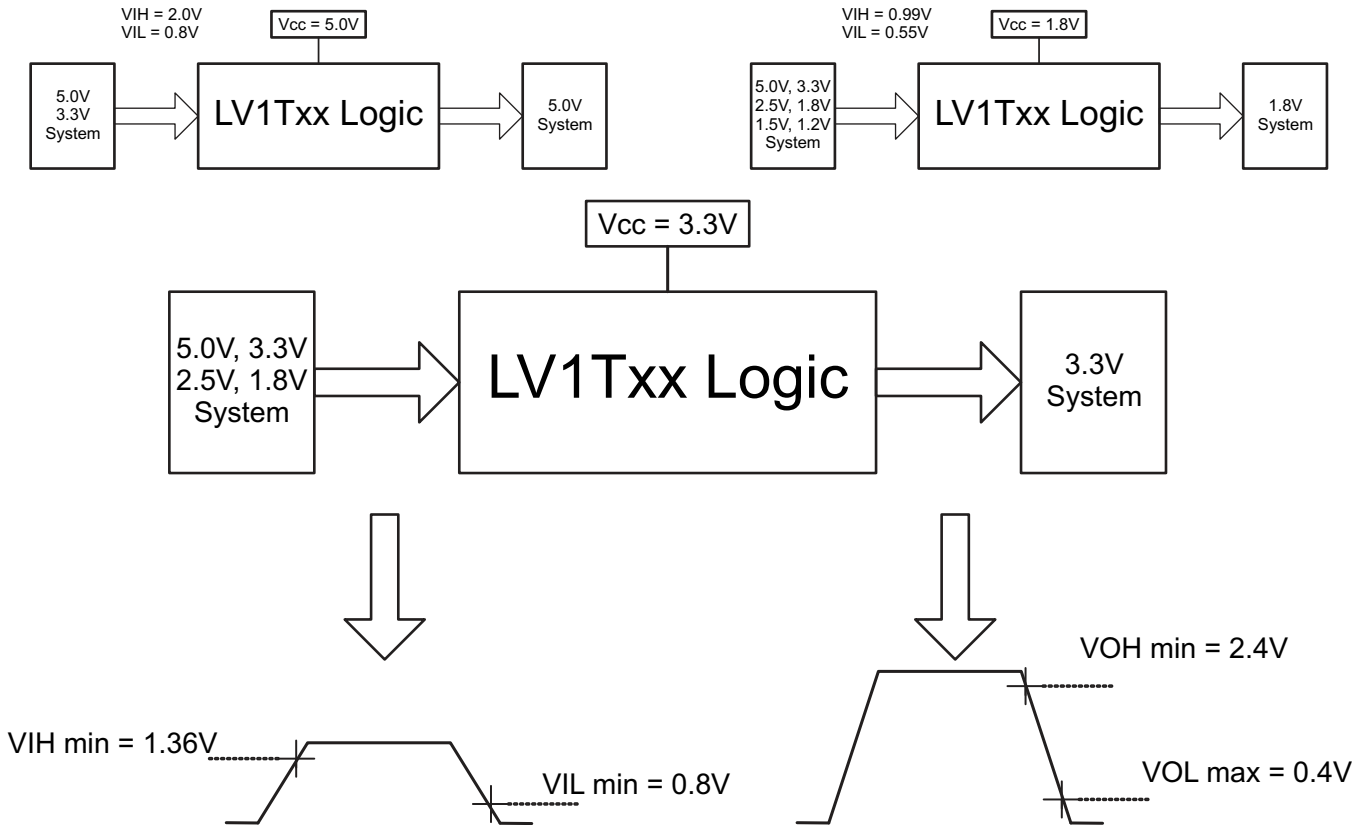 VIH = 2.0V
VIL = 0.8V
Vcc = 5.0V
5.0V
3.3V
System
LV1Txx Logic
5.0V
System
VIH = 0.99V
VIL = 0.55V
Vcc = 1.8V
5.0V, 3.3V
2.5V, 1.8V
1.5V, 1.2V
System
LV1Txx Logic
1.8V
System
Vcc = 3.3V
5.0V, 3.3V
2.5V, 1.8V
System
LV1Txx Logic
3.3V
System
VIH min = 1.36V
VIL min = 0.8V
VOH min = 2.4V
VOL max = 0.4V